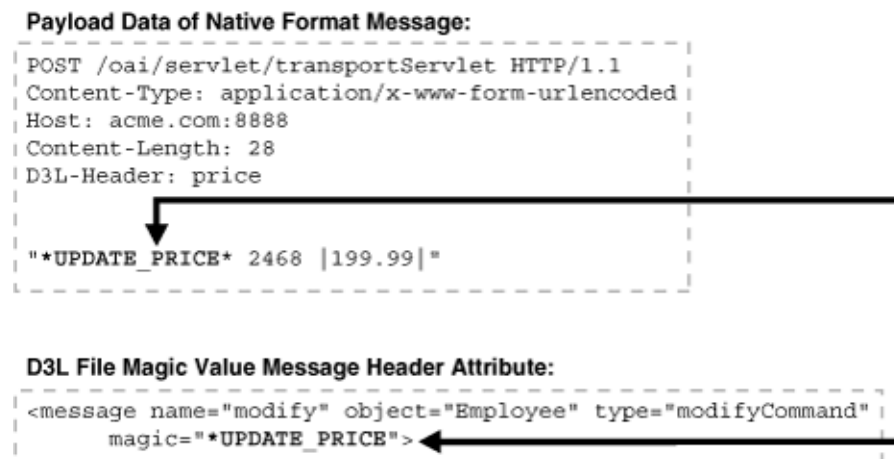 Payload Data of Native Format Message:
POST /oai/servlet/transportServlet HTTP/1.1
Content-Type: application/x-www-form-urlencoded
Host: acme.com:8888
Content-Length: 28
D3L-Header: price
"*UPDATE_PRICE* 2468 |199.99|"
D3L File Magic Value Message Header Attribute:
<message name="modify" object="Employee" type="modifyCommand"
magic="*UPDATE_PRICE">